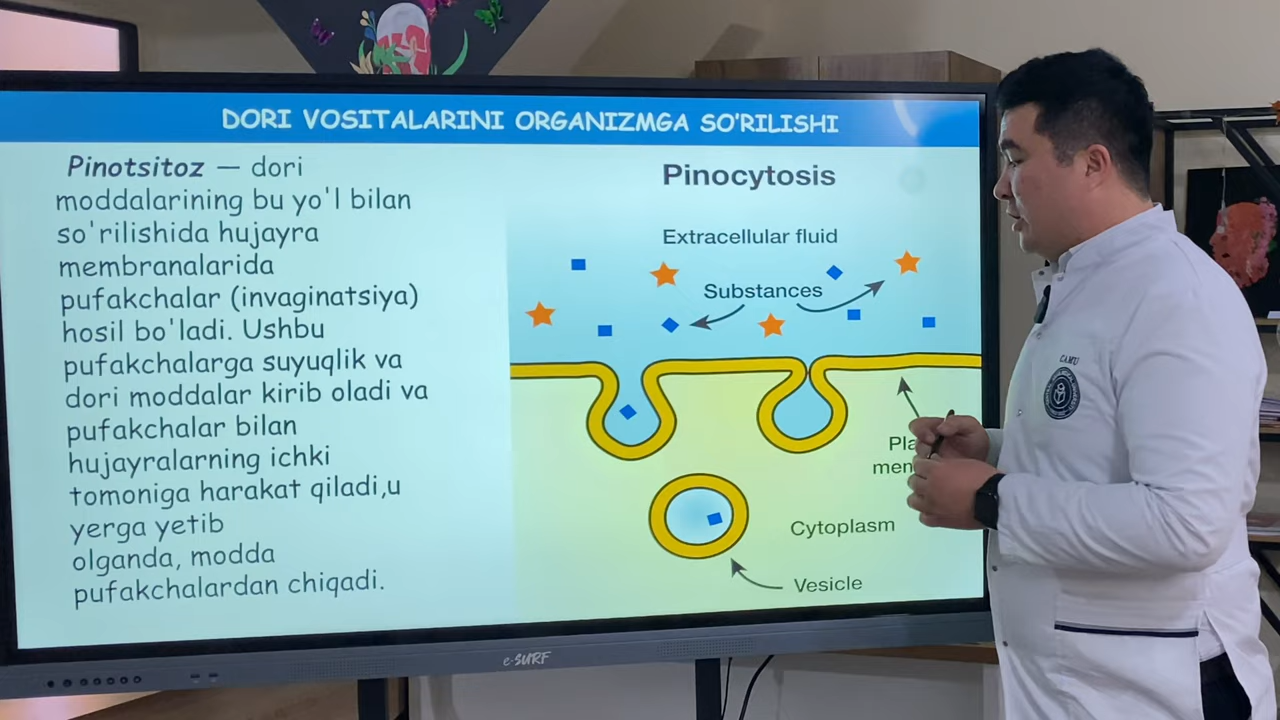 DORI VOSITALARINI ORGANIZMGA SO'RILISHI
Pinotsitoz — dori
moddalarining bu yo'l bilan
so'rilishida hujayra
membranalarida
pufakchalar (invaginatsiya)
hosil bo'ladi. Ushbu
pufakchalarga suyuqlik va
dori moddalar kirib oladi va
pufakchalar bilan
hujayralarning ichki
tomoniga harakat qiladi,u
yerga yetib
olganda, modda
pufakchalardan chiqadi.
Pinocytosis
Extracellular fluid
Substances
Cytoplasm
Vesicle
CAMU
e-SURF